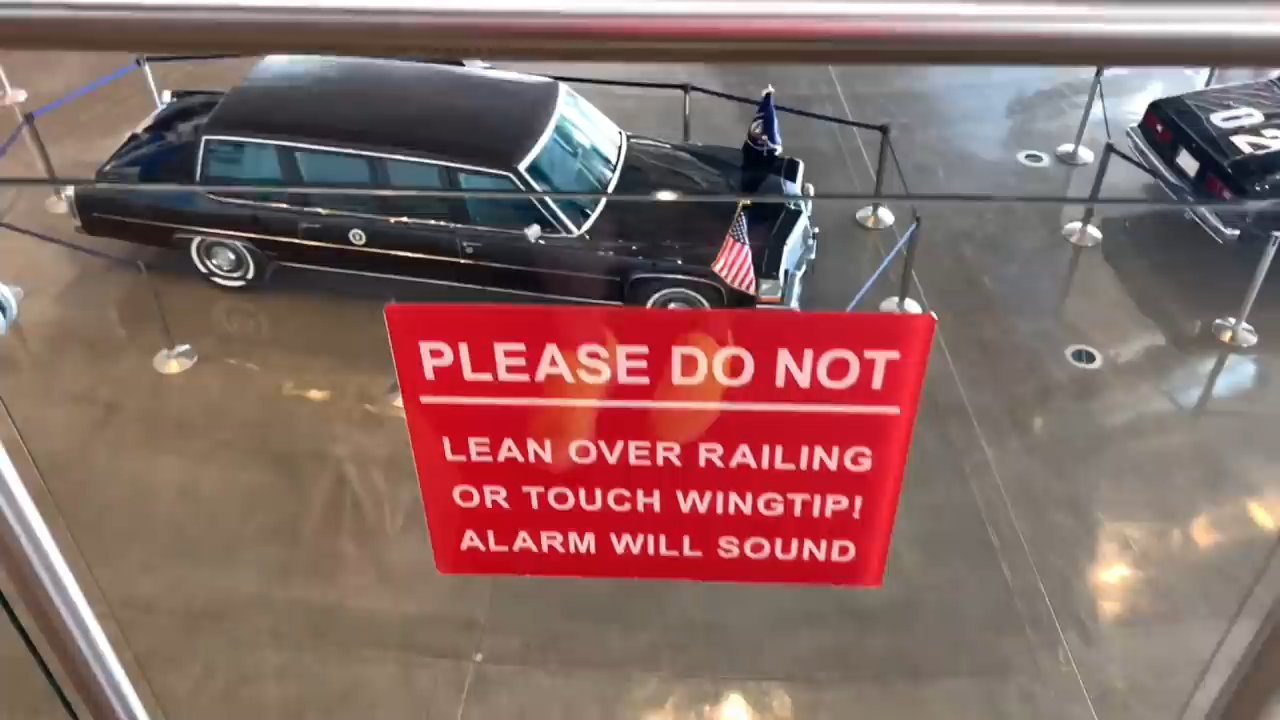 PLEASE DO NOT
LEAN OVER RAILING
OR TOUCH WINGTIP!
ALARM WILL SOUND